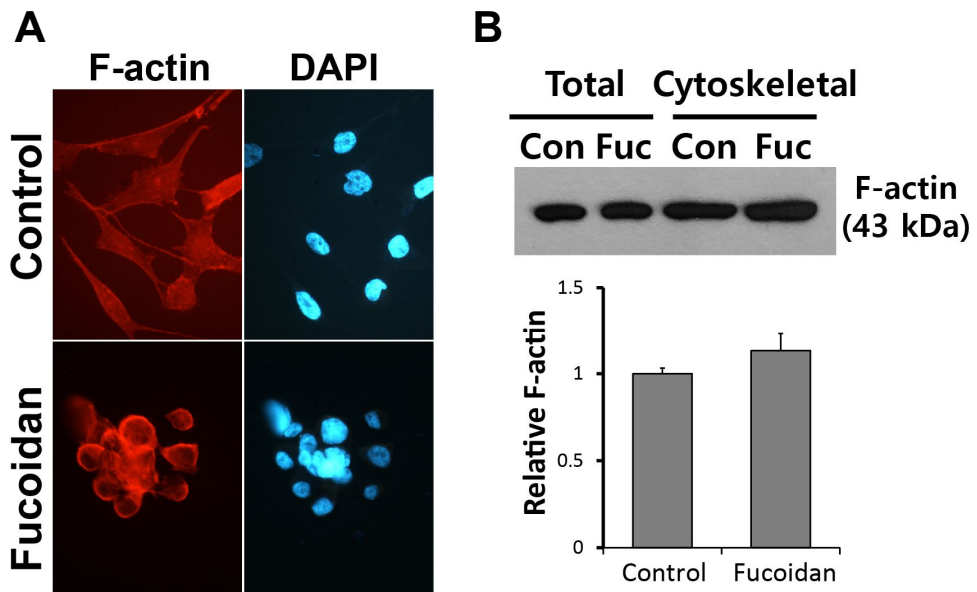 A
F-actin DAPI
Control
Fucoidan
B
Total Cytoskeletal
Con Fuc Con Fuc
F-actin
(43 kDa)
Relative F-actin
1.5
1
0.5
0
Control Fucoidan